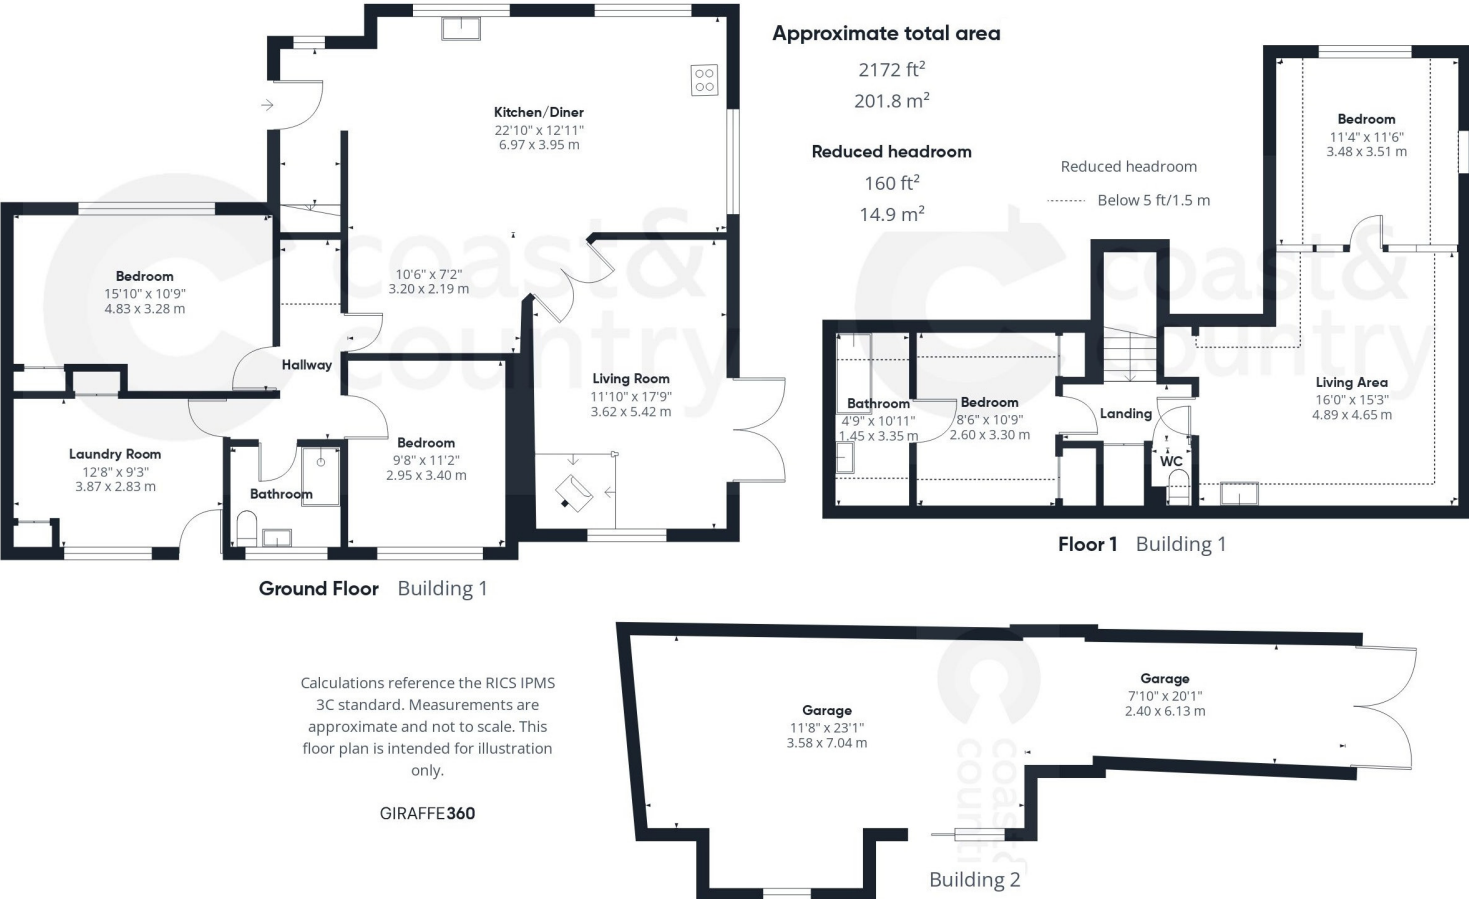 Kitchen/Diner
22'10" x 12'11"
6.97 x 3.95 m
Bedroom
15'10" x 10'9"
4.83 x 3.28 m
10'6" x 7'2"
3.20 x 2.19 m
Hallway
Living Room
11'10" x 17'9"
3.62 x 5.42 m
Laundry Room
12'8" x 9'3"
3.87 x 2.83 m
Bathroom
Bedroom
9'8" x 11'2"
2.95 x 3.40 m
coast&
country
Ground Floor Building 1
Approximate total area
2172 ft²
201.8 m²
Reduced headroom
160 ft²
14.9 m²
Reduced headroom
Below 5 ft/1.5 m
Bedroom
11'4" x 11'6"
3.48 x 3.51 m
Living Area
16'0" x 15'3"
4.89 x 4.65 m
Bathroom
4'9" x 10'11"
1.45 x 3.35 m
Bedroom
8'6" x 10'9"
2.60 x 3.30 m
Landing
WC
coast&
country
Floor 1 Building 1
Calculations reference the RICS IPMS
3C standard. Measurements are
approximate and not to scale. This
floor plan is intended for illustration
only.
GIRAFFE360
Garage
11'8" x 23'1"
3.58 x 7.04 m
Garage
7'10" x 20'1"
2.40 x 6.13 m
coast&
countr
Building 2